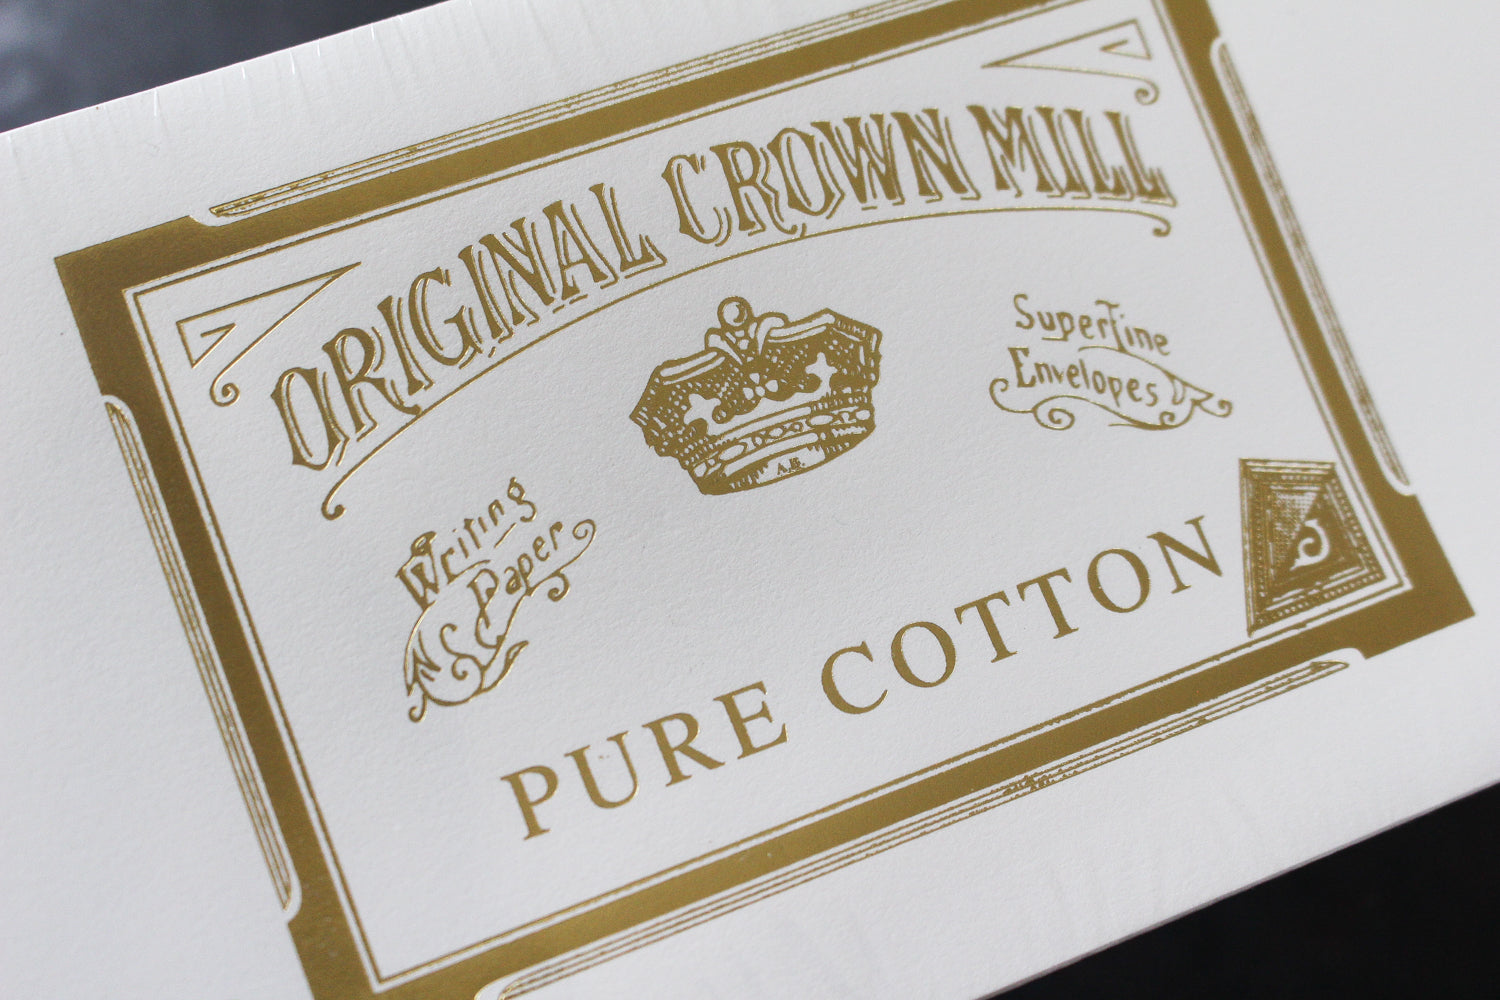 ORIGINAL CROWN MILL
Superfine
Envelopes
A.B.
Writing
Paper
PURE COTTON